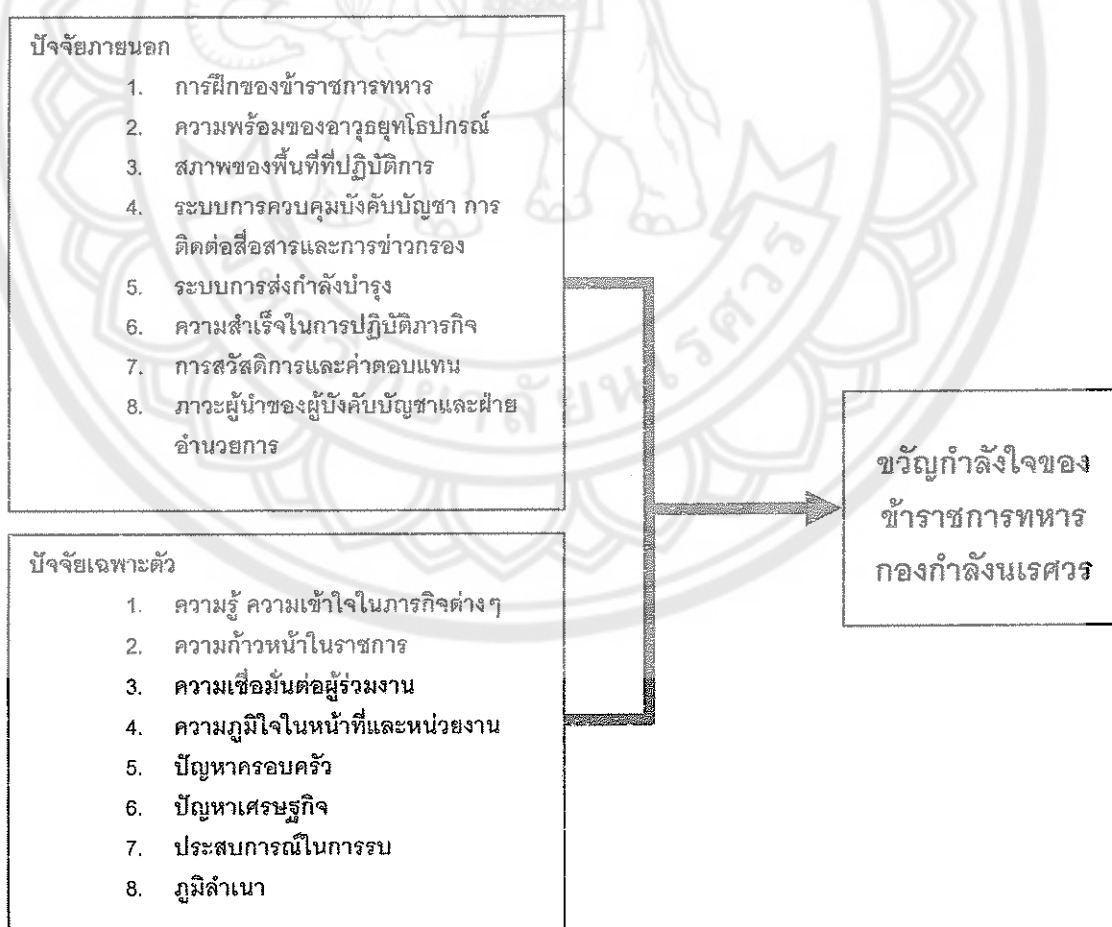 ปัจจัยภายนอก
1. การฝึกของข้าราชการทหาร
2. ความพร้อมของอาวุธยุทโธปกรณ์
3. สภาพของพื้นที่ที่ปฏิบัติการ
4. ระบบการควบคุมบังคับบัญชา การ
ติดต่อสื่อสารและการข่าวกรอง
5. ระบบการส่งกำลังบำรุง
6. ความสำเร็จในการปฏิบัติภารกิจ
7. การสวัสดิการและค่าตอบแทน
8. ภาวะผู้นำของผู้บังคับบัญชาและฝ่าย
อำนวยการ
ปัจจัยเฉพาะตัว
1. ความรู้ ความเข้าใจในภารกิจต่างๆ
2. ความก้าวหน้าในราชการ
3. ความเชื่อมั่นต่อผู้ร่วมงาน
4. ความภูมิใจในหน้าที่และหน่วยงาน
5. ปัญหาครอบครัว
6. ปัญหาเศรษฐกิจ
7. ประสบการณ์ในการรบ
8. ภูมิลำเนา
ขวัญกำลังใจของ
ข้าราชการทหาร
กองกำลังนเรศวร